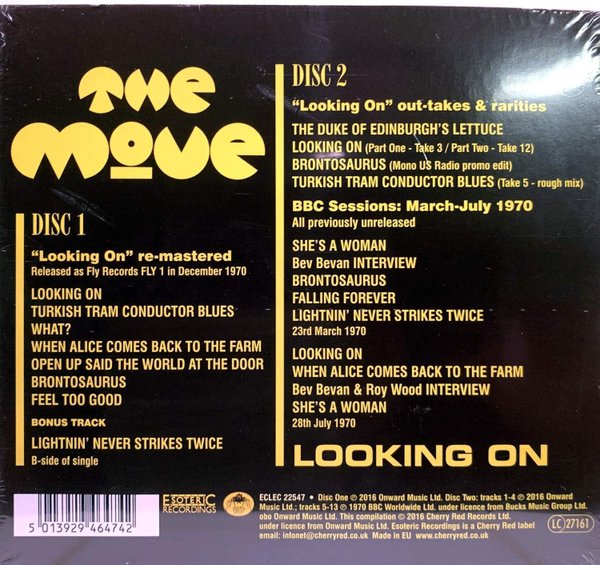 THE
MOVE
DISC 1
“Looking On” re-mastered
Released as Fly Records FLY 1 in December 1970
LOOKING ON
TURKISH TRAM CONDUCTOR BLUES
WHAT?
WHEN ALICE COMES BACK TO THE FARM
OPEN UP SAID THE WORLD AT THE DOOR
BRONTOSAURUS
FEEL TOO GOOD
BONUS TRACK
LIGHTNIN’ NEVER STRIKES TWICE
B-side of single
DISC 2
“Looking On” out-takes & rarities
THE DUKE OF EDINBURGH’S LETTUCE
LOOKING ON (Part One - Take 3 / Part Two - Take 12)
BRONTOSAURUS (Mono US Radio promo edit)
TURKISH TRAM CONDUCTOR BLUES (Take 5 - rough mix)
BBC Sessions: March-July 1970
All previously unreleased
SHE’S A WOMAN
Bev Bevan INTERVIEW
BRONTOSAURUS
FALLING FOREVER
LIGHTNIN’ NEVER STRIKES TWICE
23rd March 1970
LOOKING ON
WHEN ALICE COMES BACK TO THE FARM
Bev Bevan & Roy Wood INTERVIEW
SHE’S A WOMAN
28th July 1970
LOOKING ON
5 013929 464742
ESOTERIC
RECORDINGS
ECLEC 22547 • Disc One ℗ 2016 Onward Music Ltd. Disc Two: tracks 1-4 ℗ 2016 Onward
Music Ltd.; tracks 5-13 ℗ 1970 BBC Worldwide Ltd. under licence from Bucks Music Group Ltd.
obo Onward Music Ltd. This compilation © 2016 Cherry Red Records Ltd.
under licence from Onward Music Ltd. Esoteric Recordings is a Cherry Red label
email: infonet@cherryred.co.uk • Made in EU www.cherryred.co.uk
LC 27161